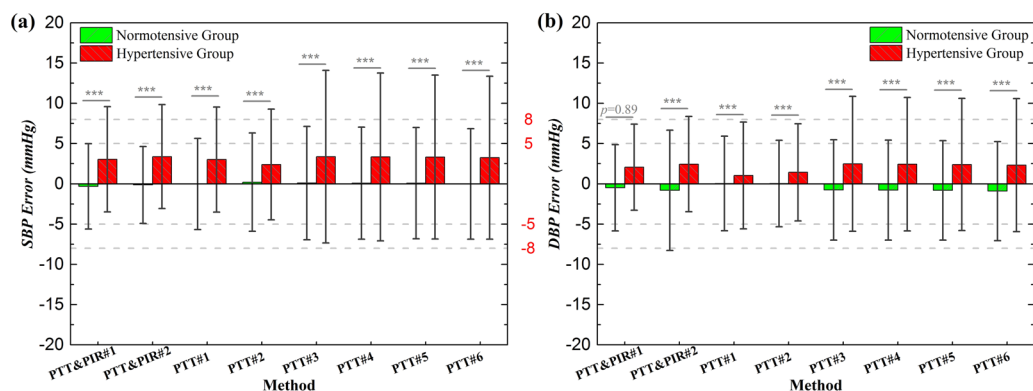 (a)
Normotensive Group
Hypertensive Group
SBP Error (mmHg)
20
15
10
5
0
-5
-10
-15
-20
*** *** *** *** *** *** *** ***
8
5
-5
-8
PTT&PIR#1 PTT&PIR#2 PTT#1 PTT#2 PTT#3 PTT#4 PTT#5 PTT#6
Method
(b)
Normotensive Group
Hypertensive Group
DBP Error (mmHg)
20
15
10
5
0
-5
-10
-15
-20
p=0.89 *** *** *** *** *** *** ***
PTT&PIR#1 PTT&PIR#2 PTT#1 PTT#2 PTT#3 PTT#4 PTT#5 PTT#6
Method